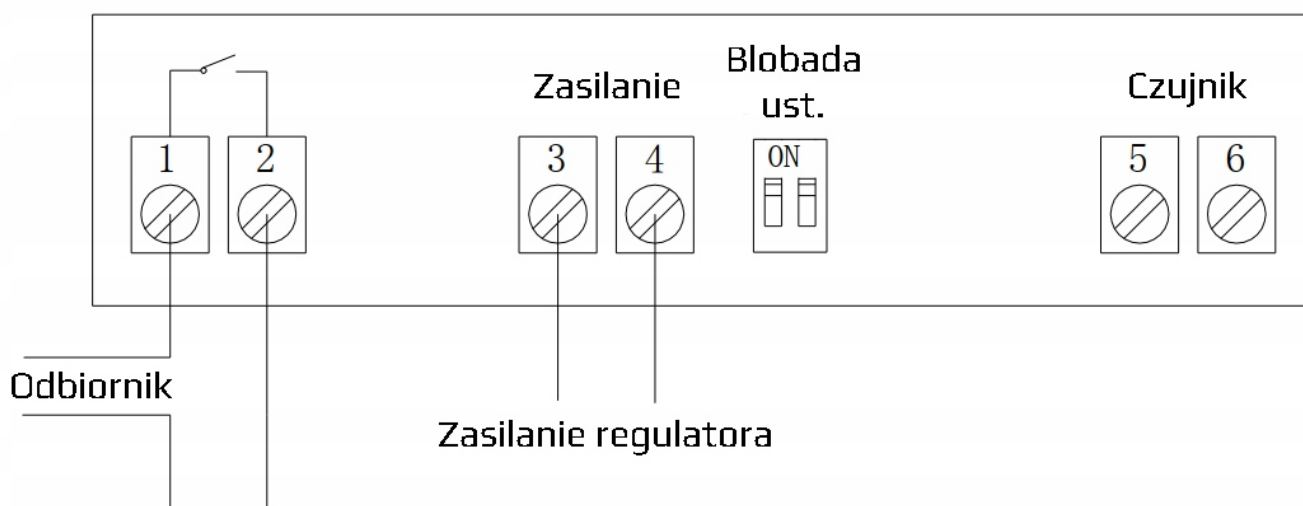 Blobada
Zasilanie
ust.
Czujnik
1
2
3
4
ON
5
6
Odbiornik
Zasilanie regulatora